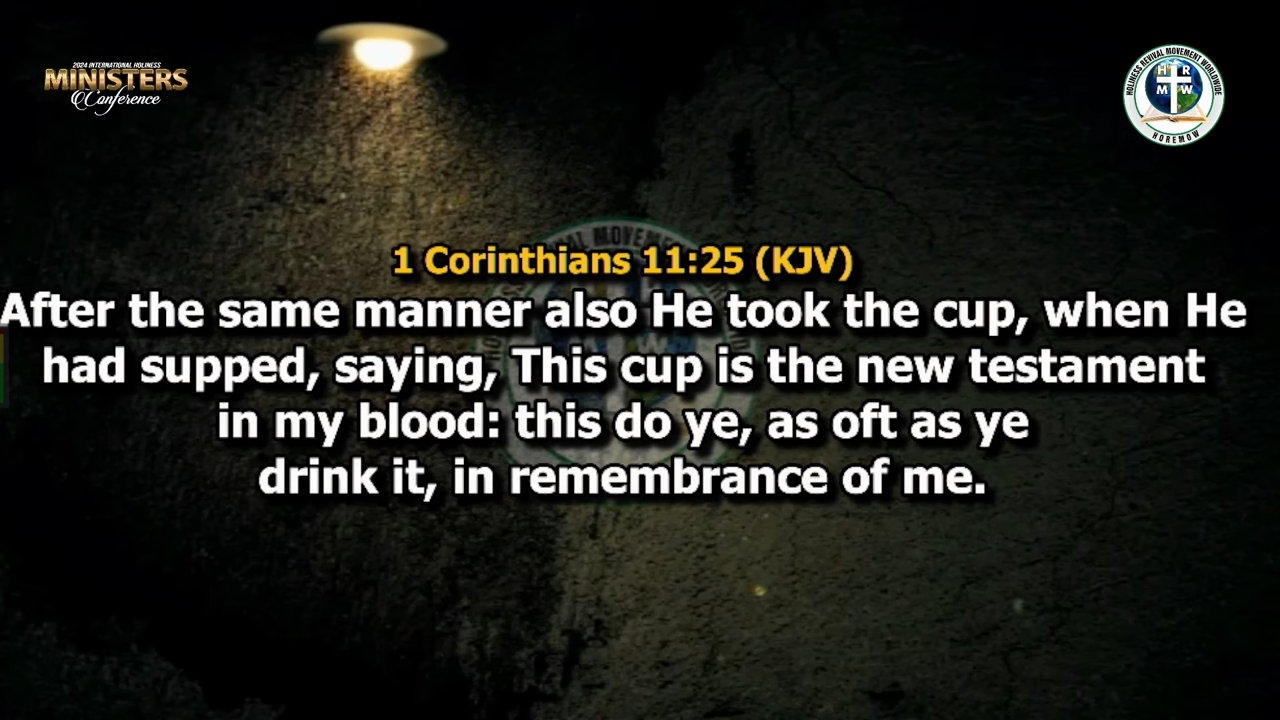 2024 INTERNATIONAL HOLINESS
MINISTERS
Conference
HOLINESS REVIVAL MOVEMENT WORLDWIDE
H R
M W
HOREMOW
1 Corinthians 11:25 (KJV)
After the same manner also He took the cup, when He
had supped, saying, This cup is the new testament
in my blood: this do ye, as oft as ye
drink it, in remembrance of me.